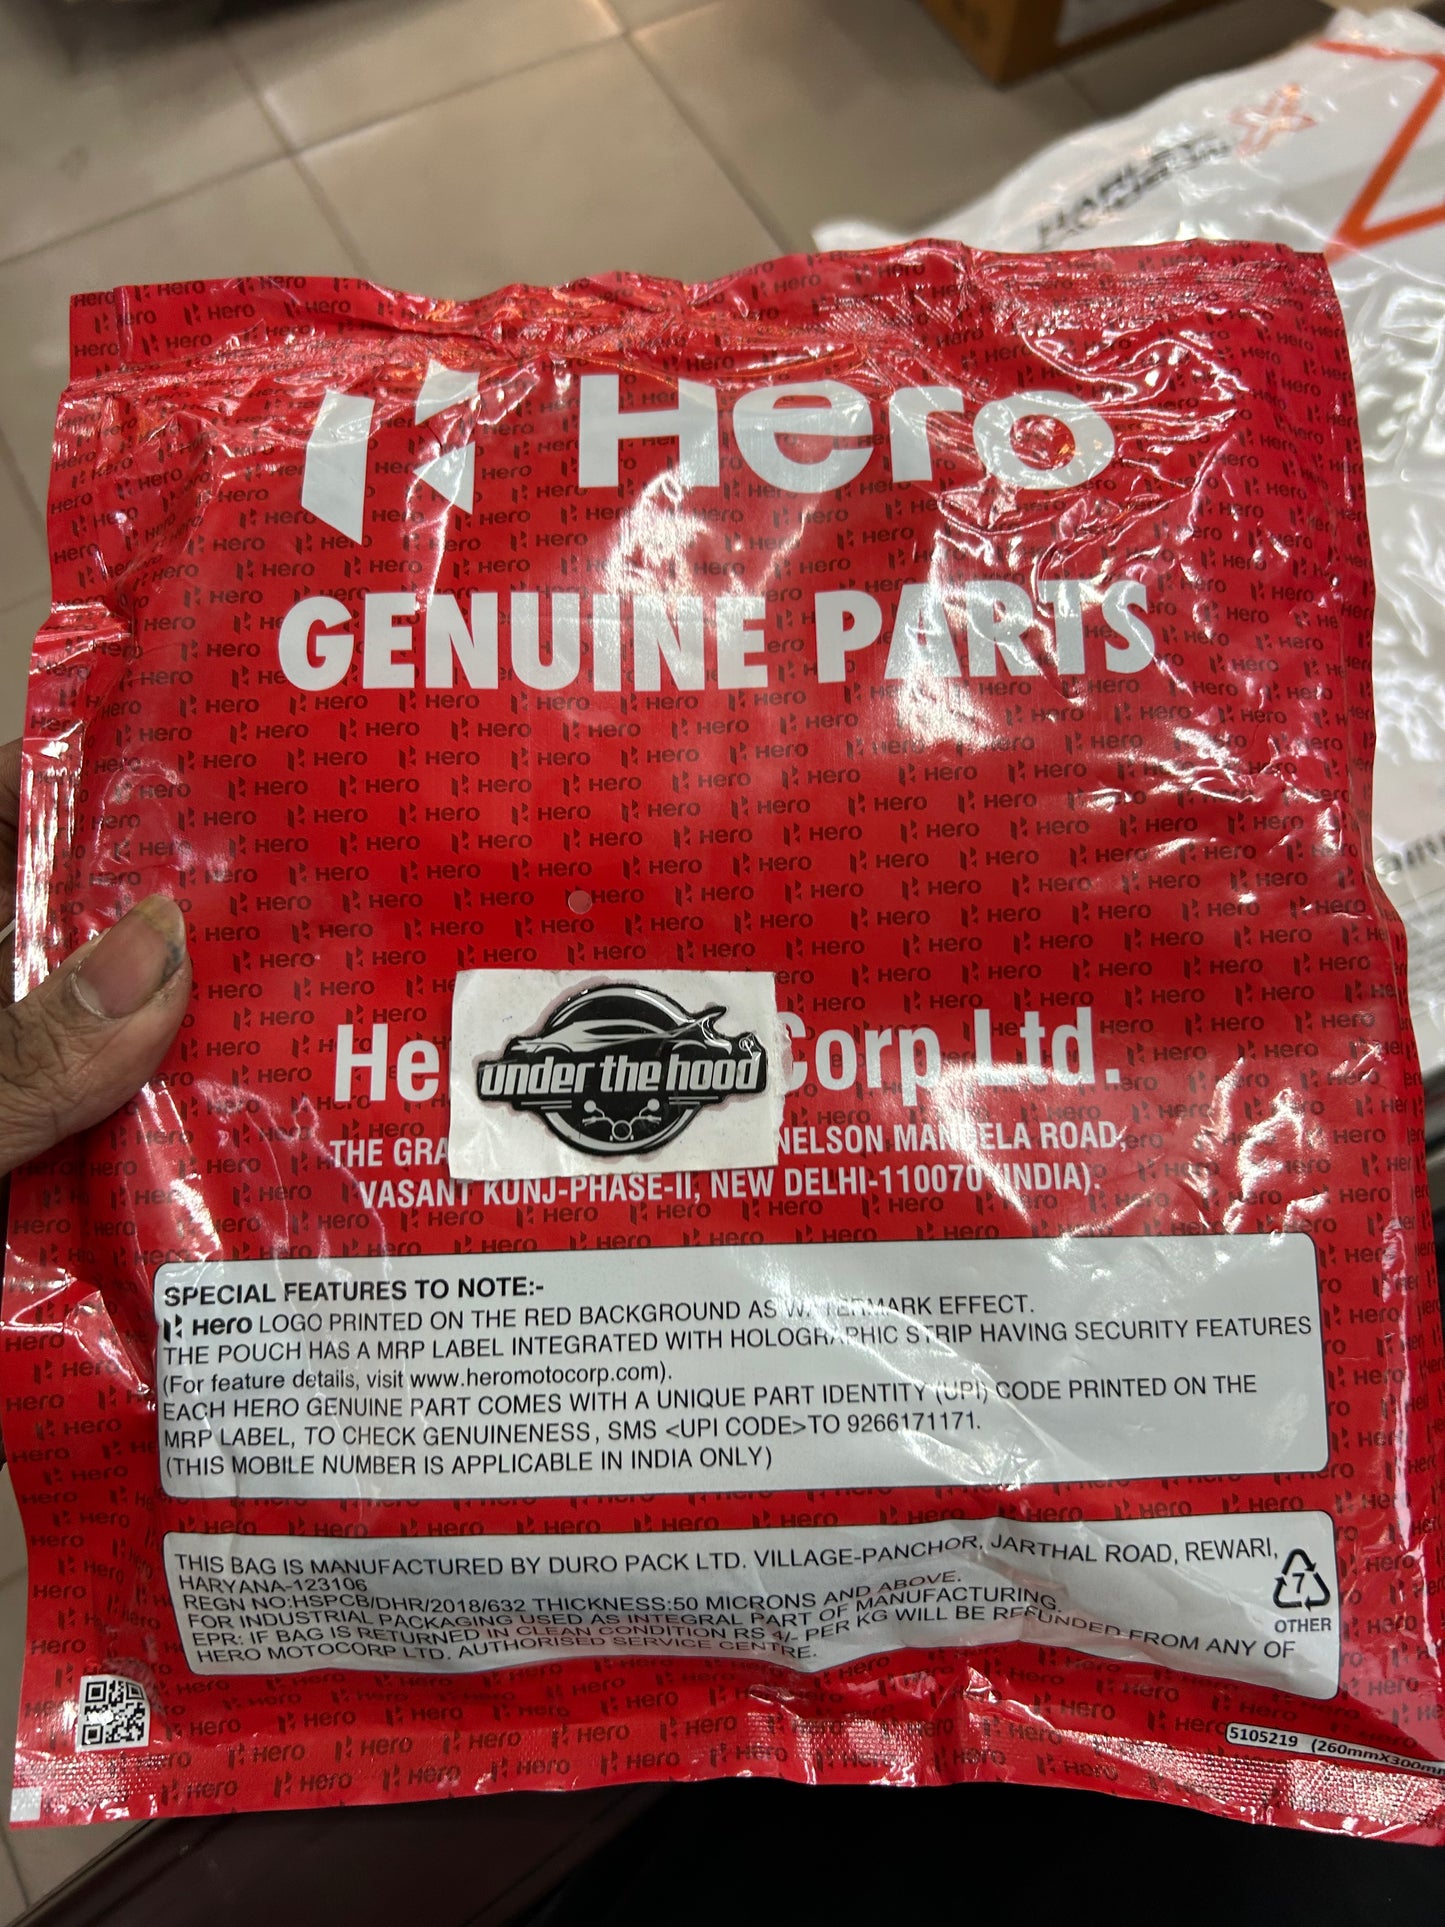 Hero
GENUINE PARTS
He Corp Ltd.
under the hood
THE GRA NELSON MANDELA ROAD,
VASANT KUNJ-PHASE-II, NEW DELHI-110070 (INDIA).
SPECIAL FEATURES TO NOTE:-
Hero LOGO PRINTED ON THE RED BACKGROUND AS WATERMARK EFFECT.
THE POUCH HAS A MRP LABEL INTEGRATED WITH HOLOGRAPHIC STRIP HAVING SECURITY FEATURES
(For feature details, visit www.heromotocorp.com).
EACH HERO GENUINE PART COMES WITH A UNIQUE PART IDENTITY (UPI) CODE PRINTED ON THE
MRP LABEL, TO CHECK GENUINENESS, SMS <UPI CODE>TO 9266171171.
(THIS MOBILE NUMBER IS APPLICABLE IN INDIA ONLY)
THIS BAG IS MANUFACTURED BY DURO PACK LTD. VILLAGE-PANCHOR, JARTHAL ROAD, REWARI,
HARYANA-123106
REGN NO:HSPCB/DHR/2018/632 THICKNESS:50 MICRONS AND ABOVE.
FOR INDUSTRIAL PACKAGING USED AS INTEGRAL PART OF MANUFACTURING.
EPR: IF BAG IS RETURNED IN CLEAN CONDITION RS 4/- PER KG WILL BE REFUNDED FROM ANY OF
HERO MOTOCORP LTD. AUTHORISED SERVICE CENTRE.
7
OTHER
5105219 (260mmX300mm
HARLEY